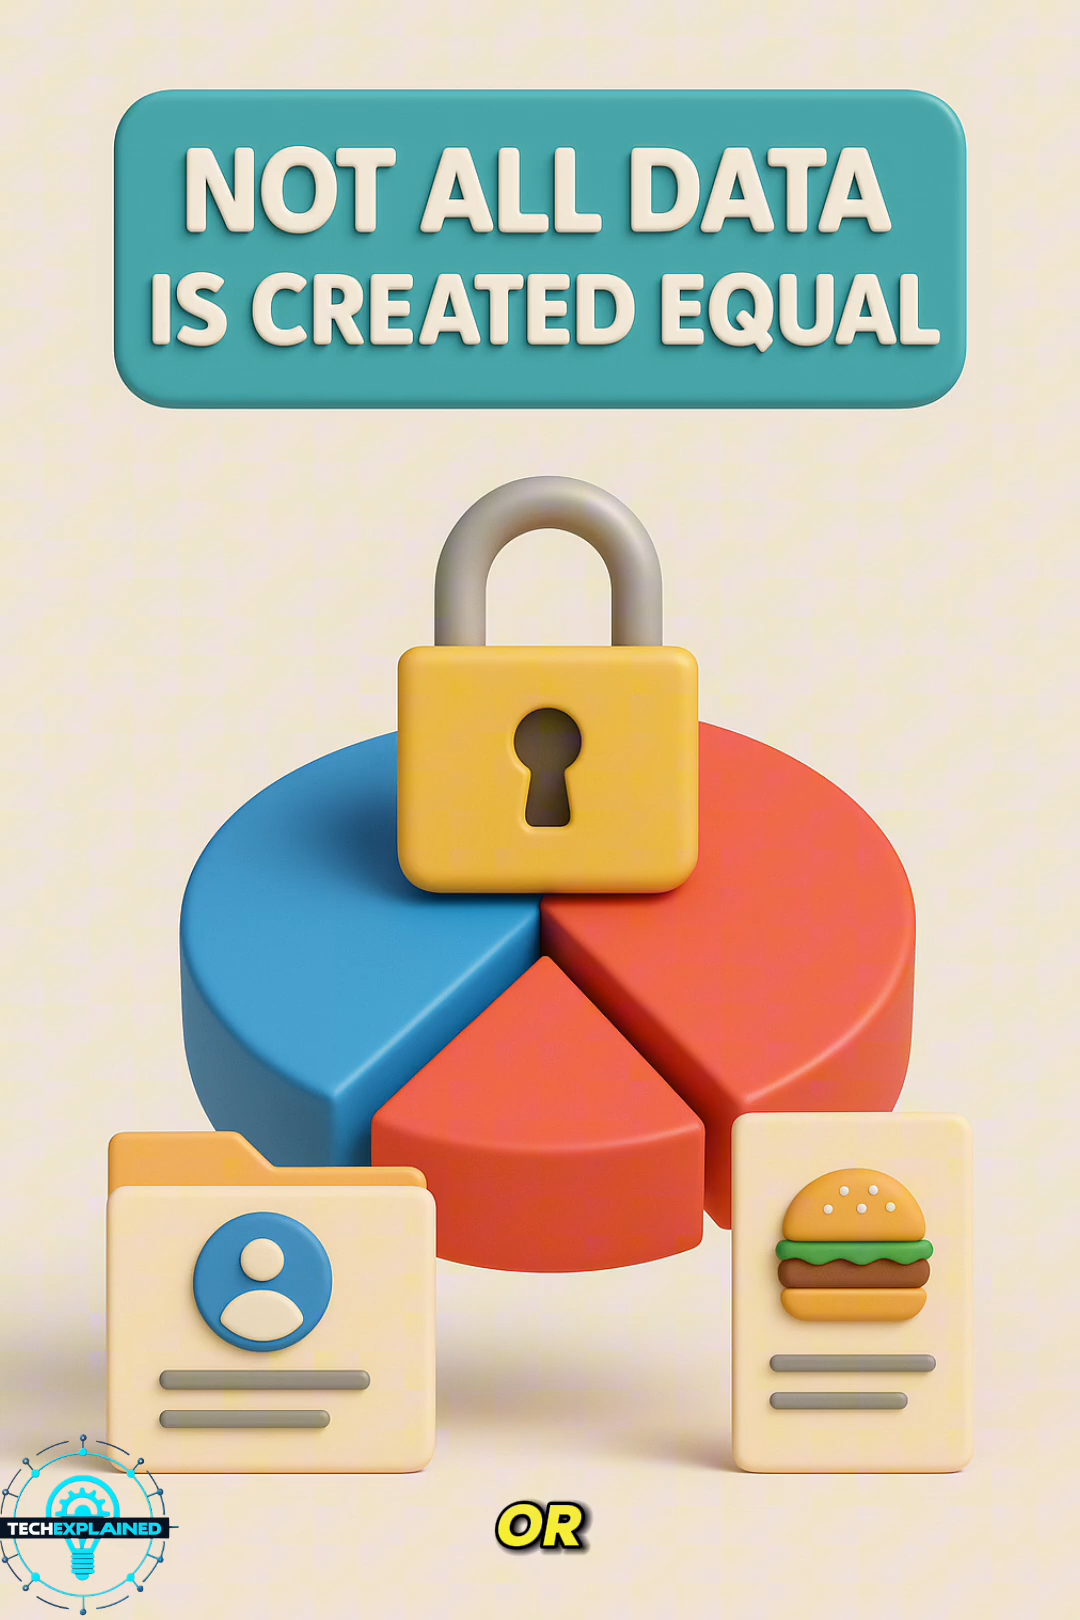 NOT ALL DATA
IS CREATED EQUAL
TECHEXPLAINED
OR